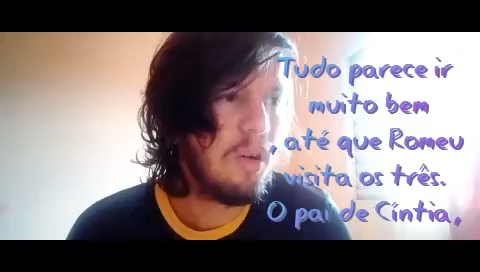 Tudo parece ir
muito bem
, até que Romeu
visita os três.
O pai de Cíntia,